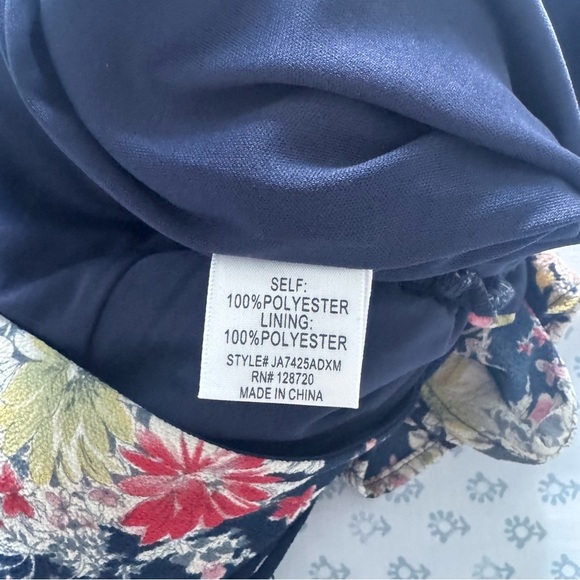 SELF:
100%POLYESTER
LINING:
100%POLYESTER
STYLE# JA7425ADXM
RN# 128720
MADE IN CHINA